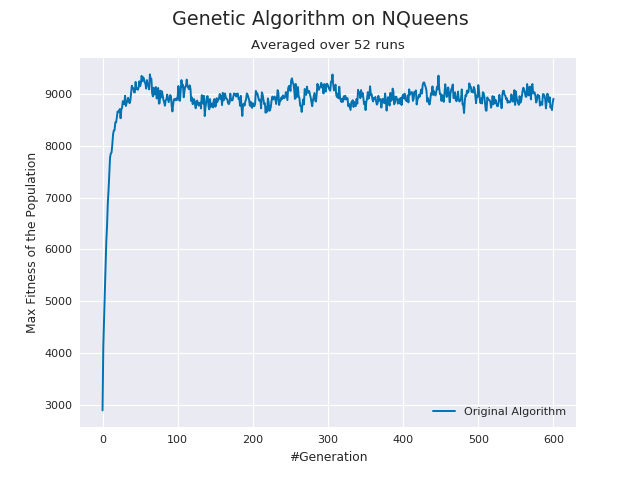 Genetic Algorithm on NQueens
Averaged over 52 runs
Max Fitness of the Population
9000
8000
7000
6000
5000
4000
3000
Original Algorithm
0 100 200 300 400 500 600
#Generation